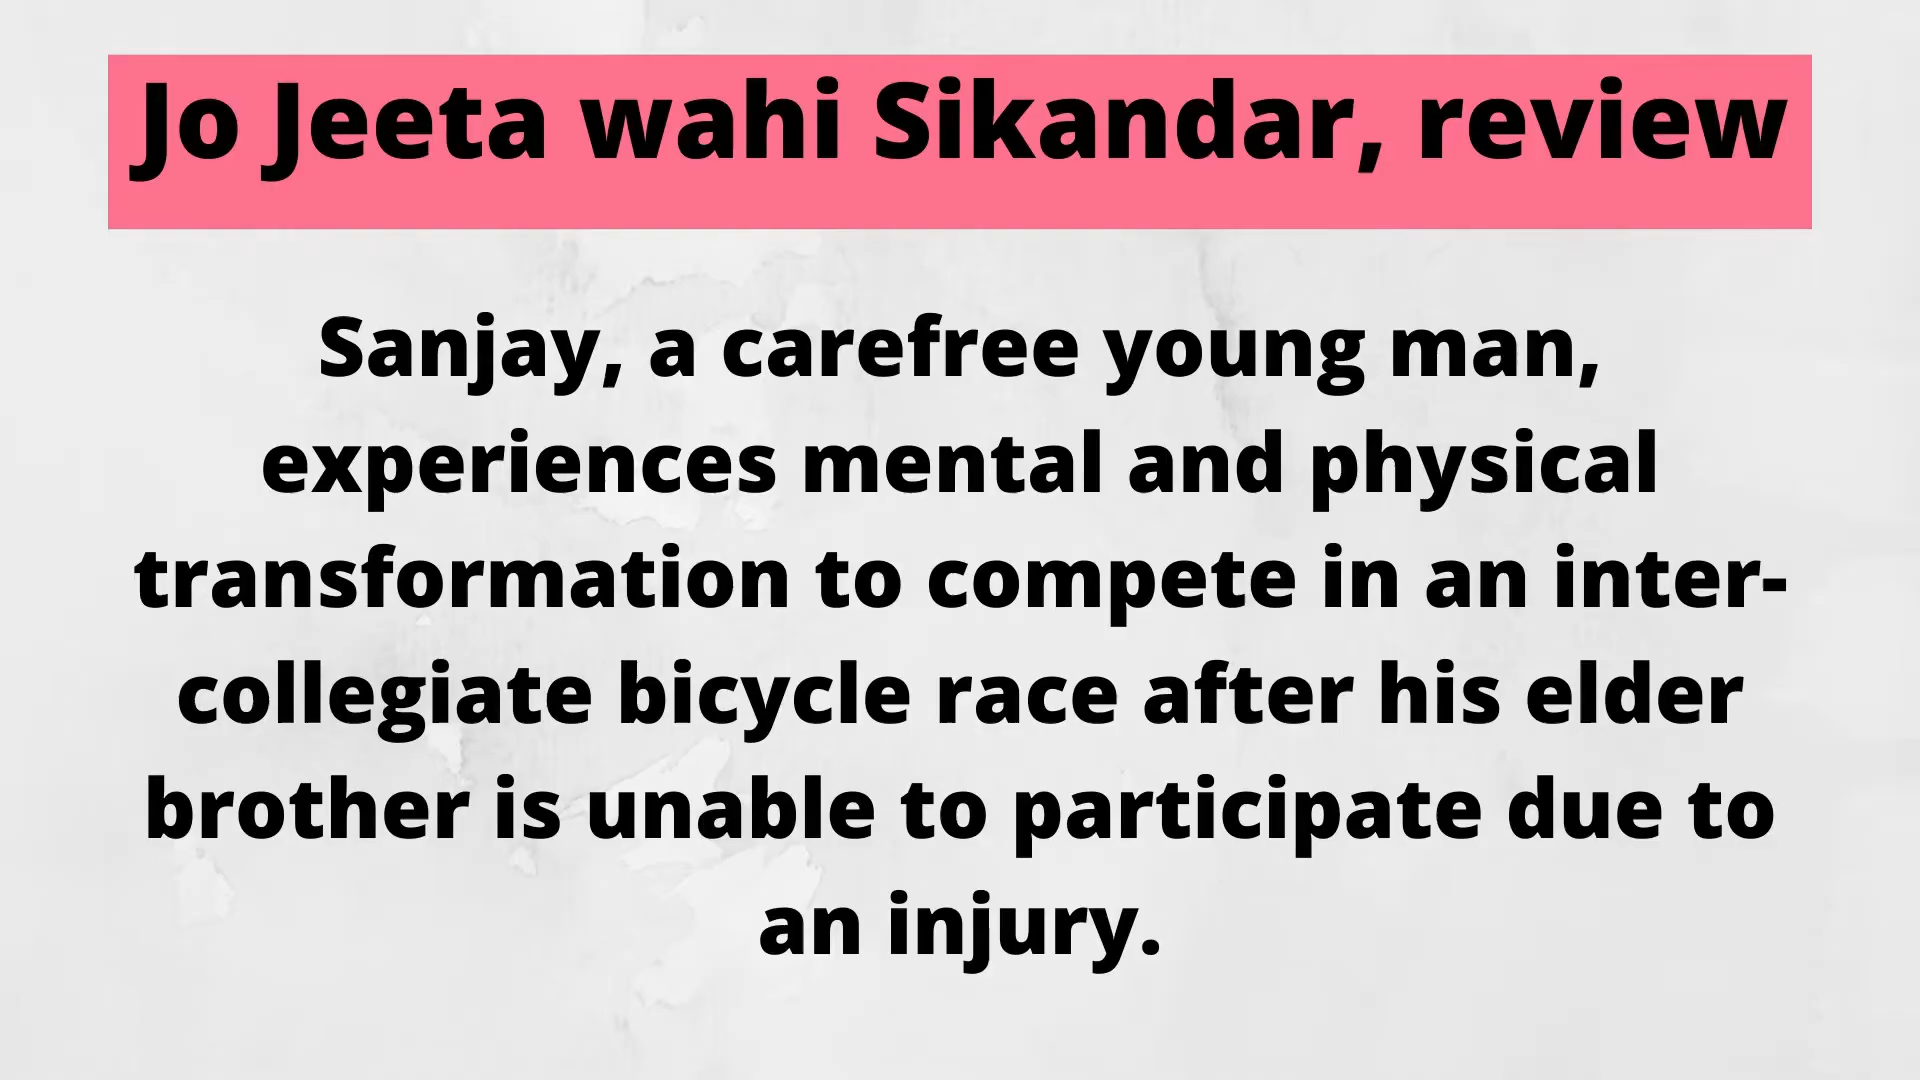 Jo Jeeta wahi Sikandar, review
Sanjay, a carefree young man,
experiences mental and physical
transformation to compete in an inter-
collegiate bicycle race after his elder
brother is unable to participate due to
an injury.